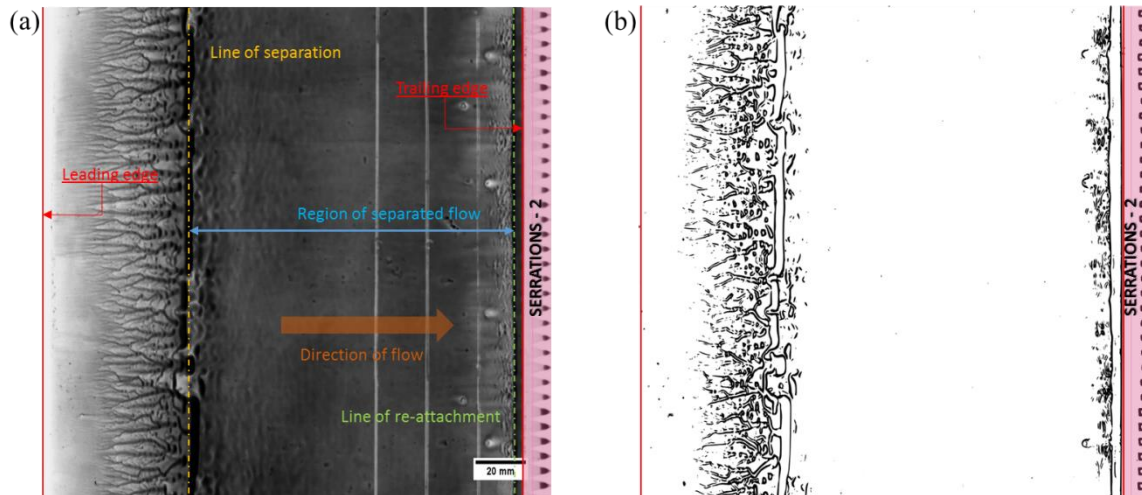 (a)
Line of separation
Trailing edge
Leading edge
Region of separated flow
SERRATIONS - 2
Direction of flow
Line of re-attachment
20 mm
(b)
SERRATIONS - 2